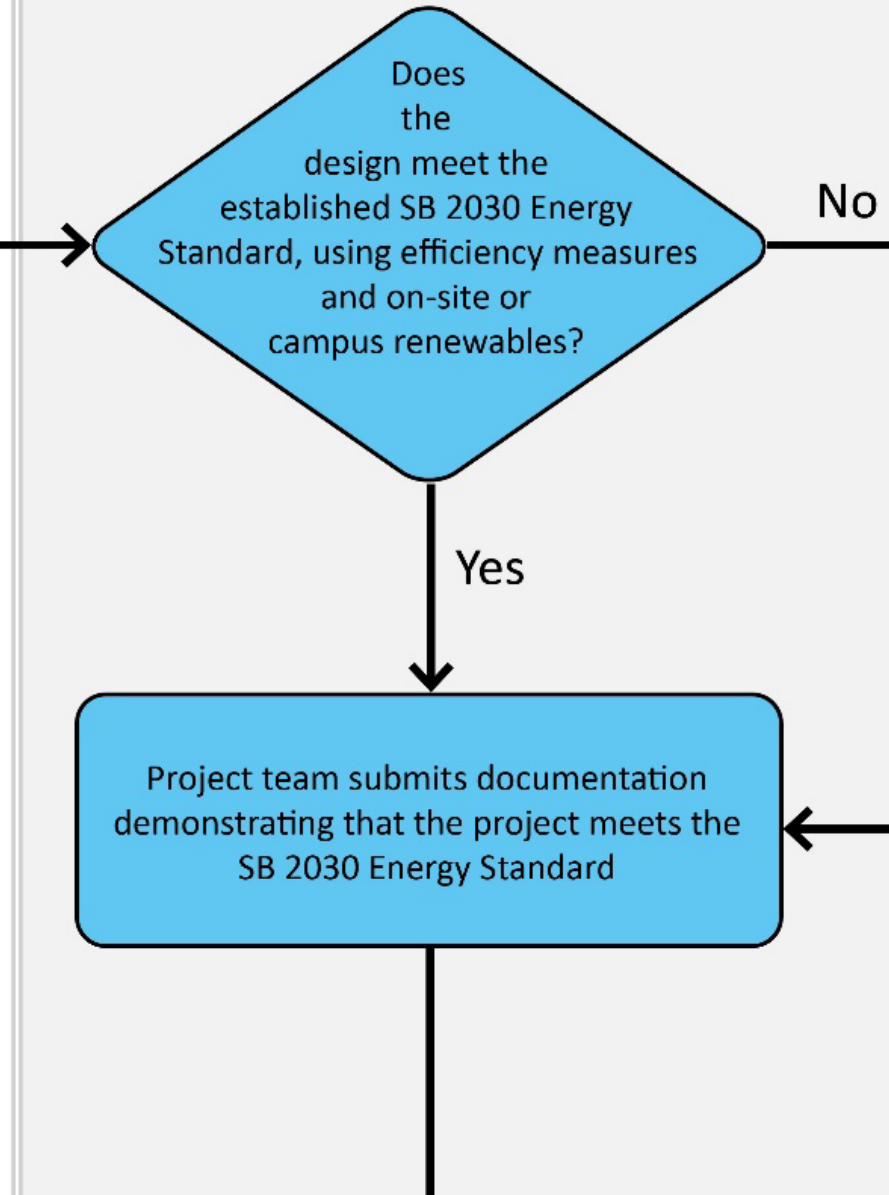 Does
the
design meet the
established SB 2030 Energy
Standard, using efficiency measures
and on-site or
campus renewables?
No
Yes
Project team submits documentation
demonstrating that the project meets the
SB 2030 Energy Standard